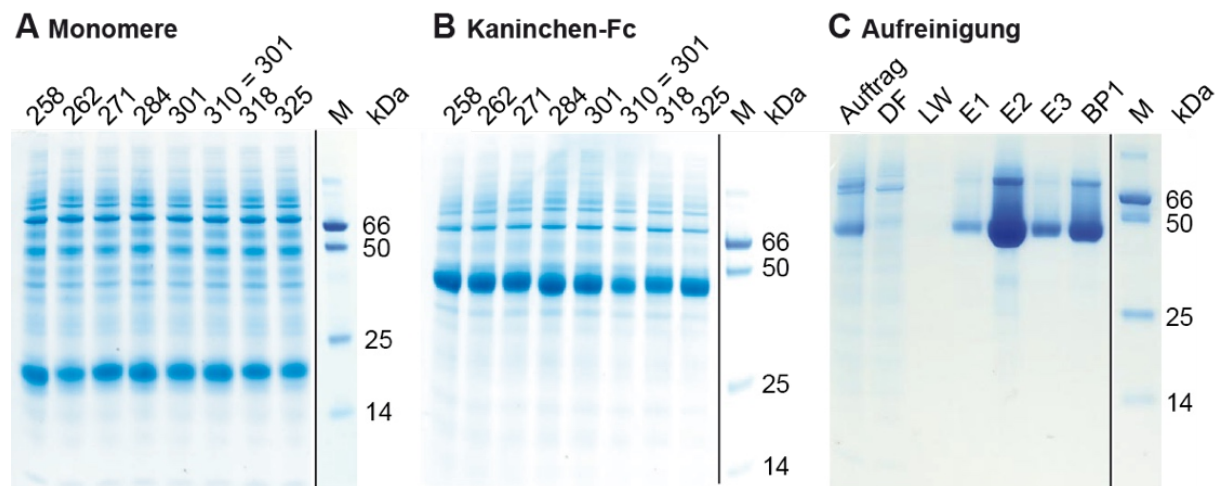 A Monomere
258 262 271 284 301 310 = 301 318 325 M kDa
66
50
25
14
B Kaninchen-Fc
258 262 271 284 301 310 = 301 318 325 M kDa
66
50
25
14
C Aufreinigung
Auftrag DF LW E1 E2 E3 BP1 M kDa
66
50
25
14